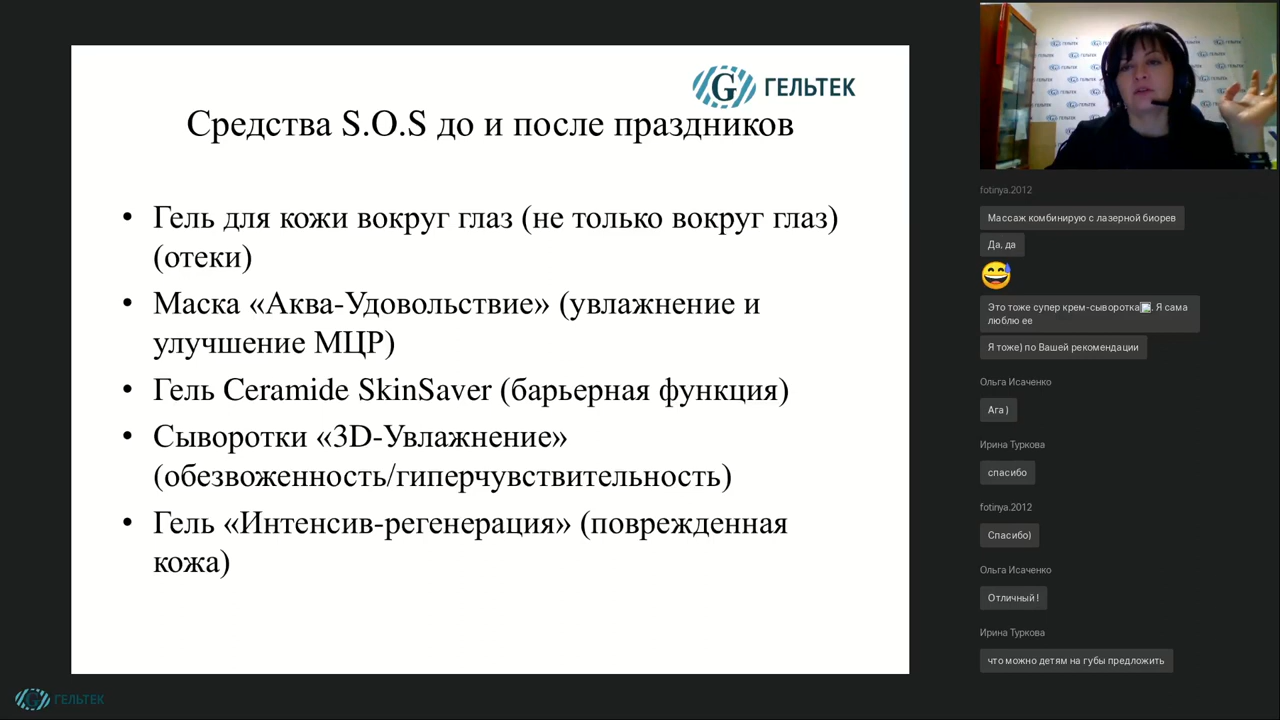 ГЕЛЬТЕК
Средства S.O.S до и после праздников
• Гель для кожи вокруг глаз (не только вокруг глаз)
(отеки)
• Маска «Аква-Удовольствие» (увлажнение и
улучшение МЦР)
• Гель Ceramide SkinSaver (барьерная функция)
• Сыворотки «3D-Увлажнение»
(обезвоженность/гиперчувствительность)
• Гель «Интенсив-регенерация» (поврежденная
кожа)
ГЕЛЬТЕК
fotinya.2012
Массаж комбинирую с лазерной биорев
Да, да
Это тоже супер крем-сыворотка. Я сама
люблю ее
Я тоже) по Вашей рекомендации
Ольга Исаченко
Ага )
Ирина Туркова
спасибо
fotinya.2012
Спасибо)
Ольга Исаченко
Отличный !
Ирина Туркова
что можно детям на губы предложить